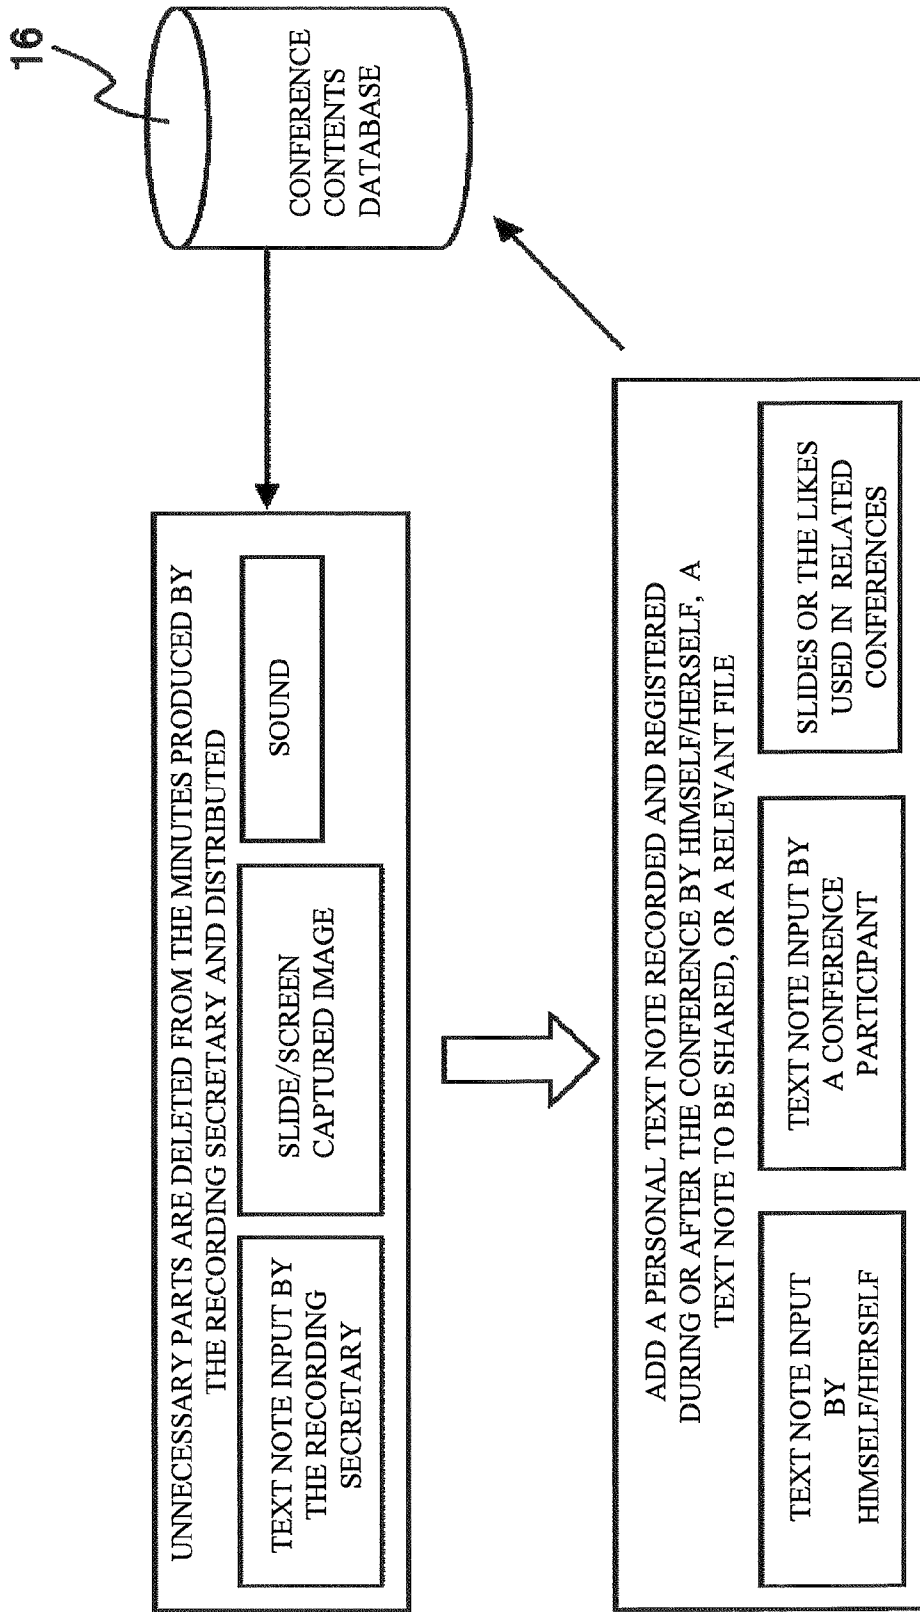 16
CONFERENCE
CONTENTS
DATABASE
UNNECESSARY PARTS ARE DELETED FROM THE MINUTES PRODUCED BY
THE RECORDING SECRETARY AND DISTRIBUTED
TEXT NOTE INPUT BY
THE RECORDING
SECRETARY
SLIDE/SCREEN
CAPTURED IMAGE
SOUND
ADD A PERSONAL TEXT NOTE RECORDED AND REGISTERED
DURING OR AFTER THE CONFERENCE BY HIMSELF/HERSELF, A
TEXT NOTE TO BE SHARED, OR A RELEVANT FILE
TEXT NOTE INPUT
BY
HIMSELF/HERSELF
TEXT NOTE INPUT BY
A CONFERENCE
PARTICIPANT
SLIDES OR THE LIKES
USED IN RELATED
CONFERENCES